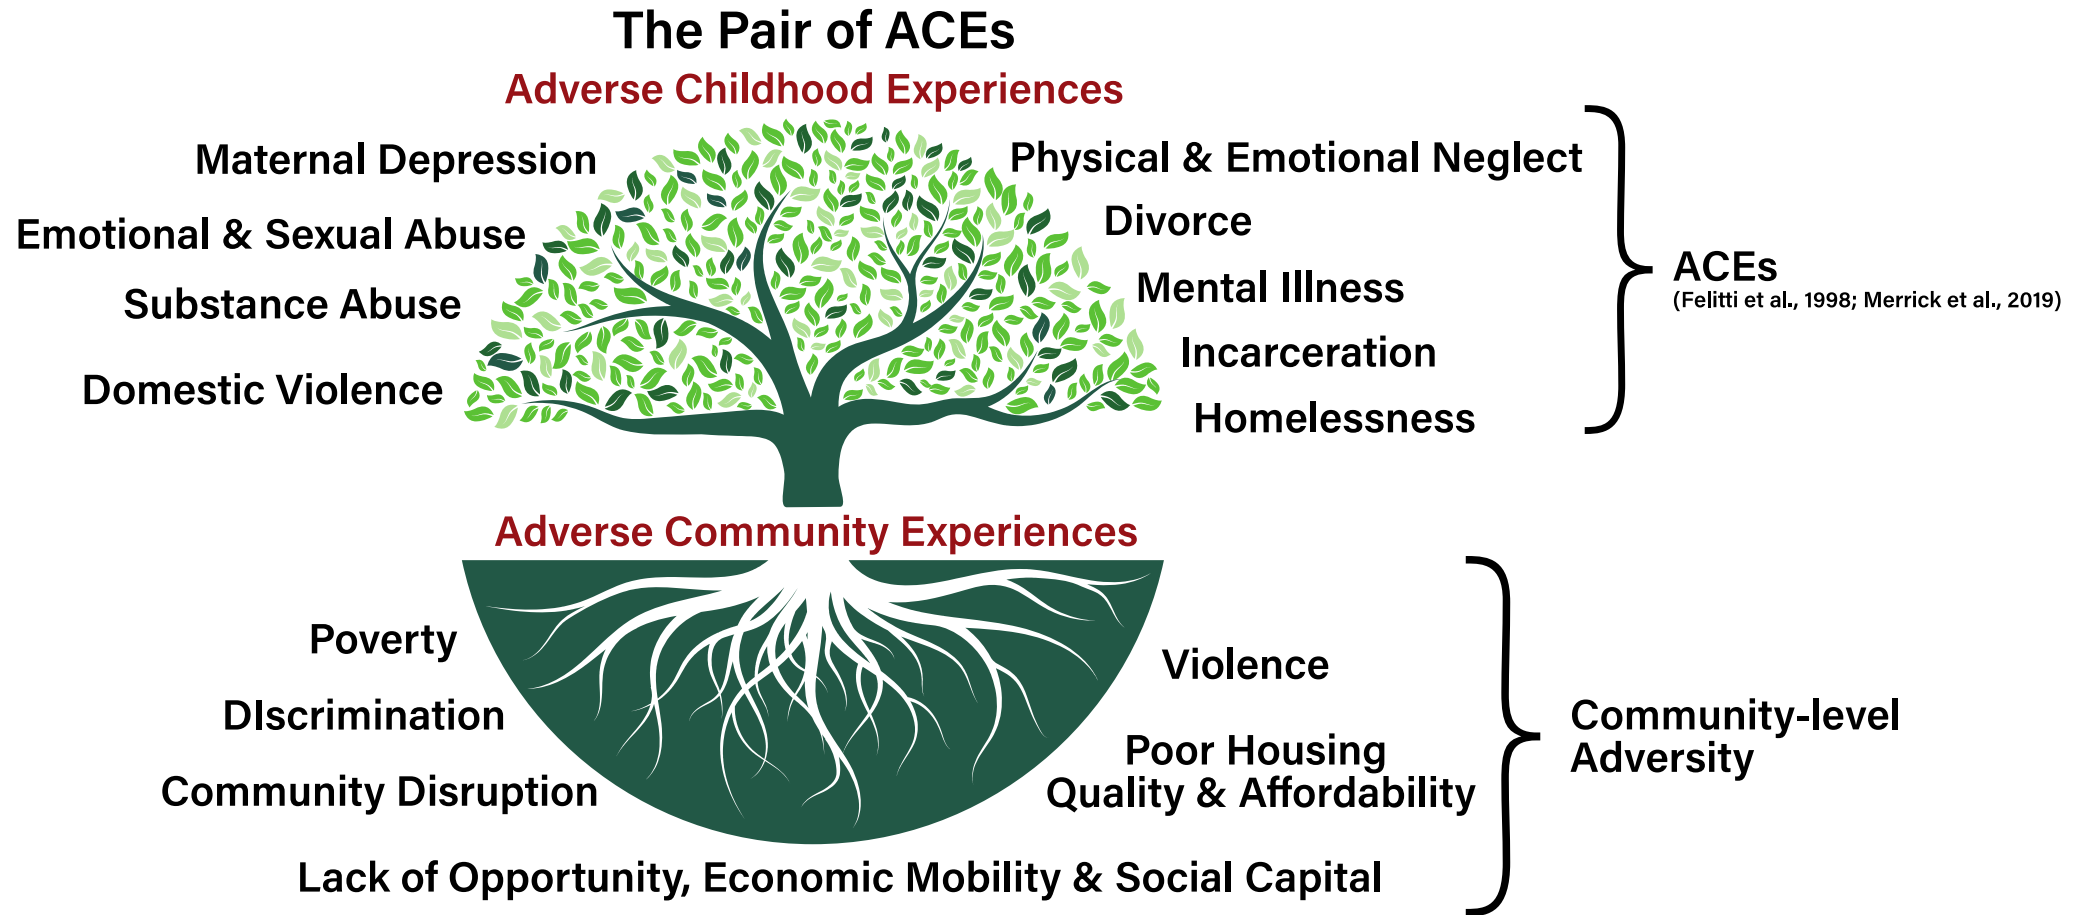 The Pair of ACEs
Adverse Childhood Experiences
Maternal Depression
Emotional & Sexual Abuse
Substance Abuse
Domestic Violence
Physical & Emotional Neglect
Divorce
Mental Illness
Incarceration
Homelessness
ACEs
(Felitti et al., 1998; Merrick et al., 2019)
Adverse Community Experiences
Poverty
DIscrimination
Community Disruption
Violence
Poor Housing
Quality & Affordability
Lack of Opportunity, Economic Mobility & Social Capital
Community-level
Adversity